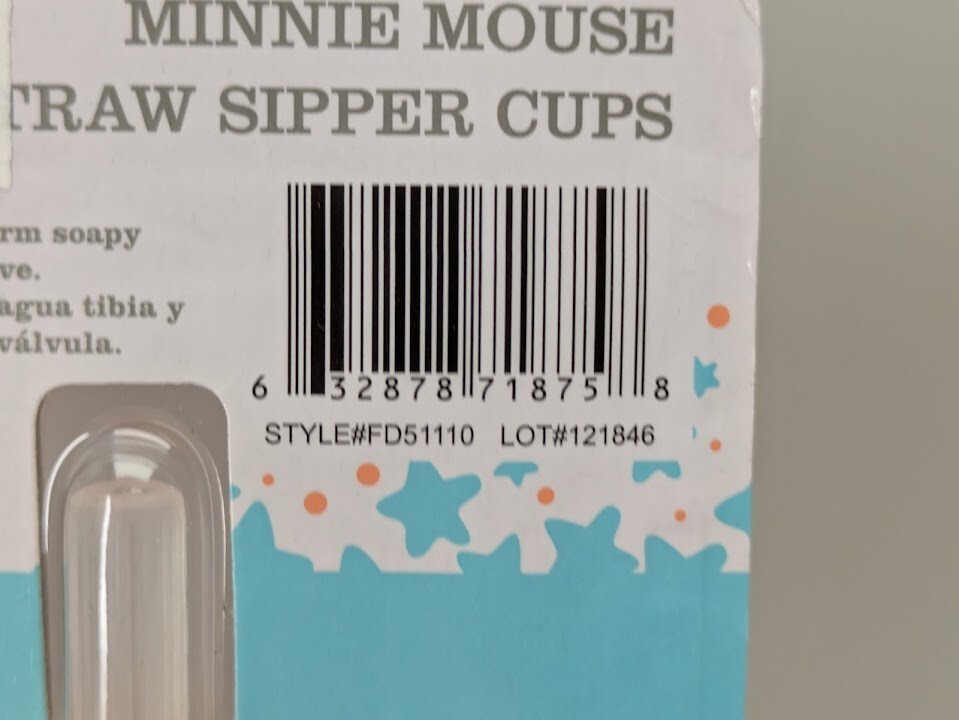 MINNIE MOUSE
TRAW SIPPER CUPS
rm soapy
ve.
agua tibia y
válvula.
6 32878 71875 8
STYLE#FD51110 LOT#121846